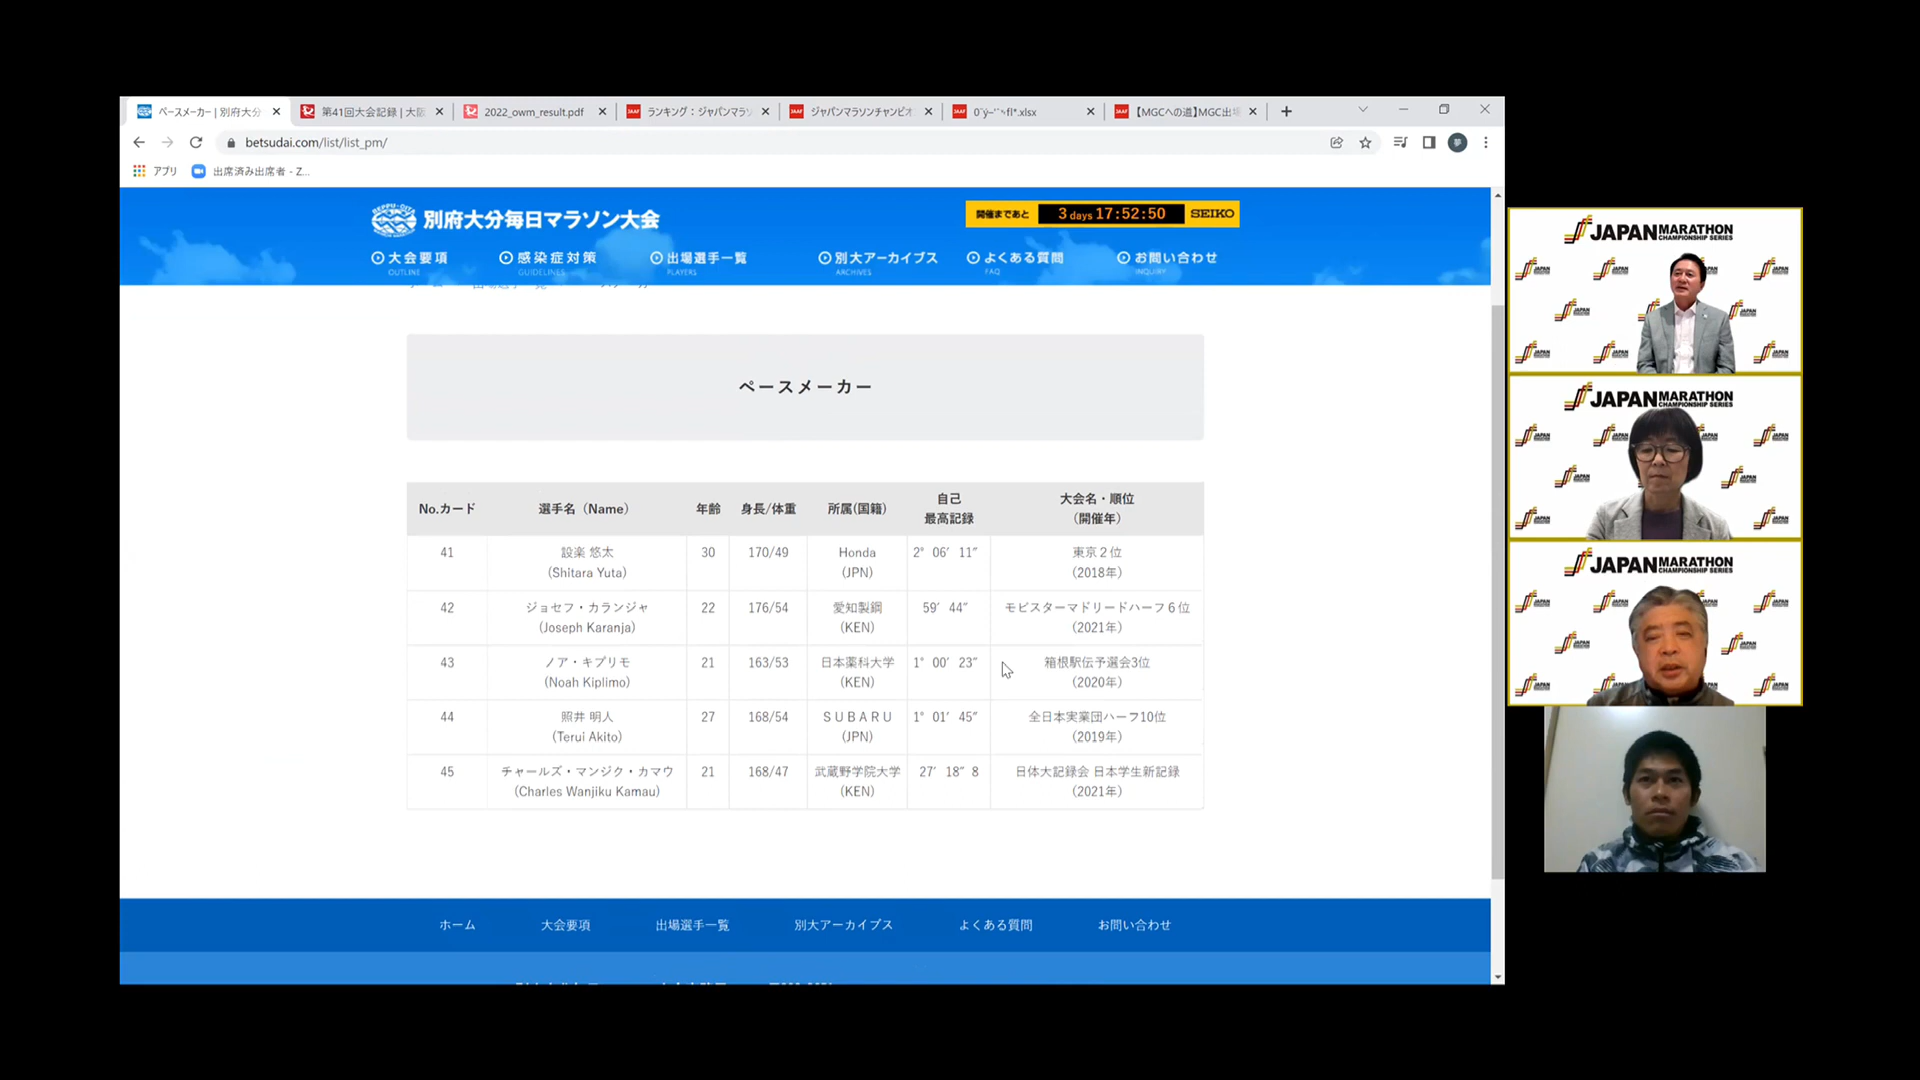 ペースメーカー | 別府大分
第41回大会記録 | 大阪
2022_owm_result.pdf
ランキング：ジャパンマラソ
ジャパンマラソンチャンピオ
【MGCへの道】MGC出場
betsudai.com/list/list_pm/
アプリ
出席済み出席者 - Z...
別府大分毎日マラソン大会
開催まであと 3 days 17:52:50 SEIKO
大会要項 感染症対策 出場選手一覧 別大アーカイブス よくある質問 お問い合わせ
OUTLINE GUIDELINES PLAYERS ARCHIVES FAQ INQUIRY
ペースメーカー
No.カード 選手名（Name） 年齢 身長/体重 所属(国籍) 自己最高記録 大会名・順位（開催年）
41 設楽 悠太 (Shitara Yuta) 30 170/49 Honda (JPN) 2° 06′ 11″ 東京２位 (2018年)
42 ジョセフ・カランジャ (Joseph Karanja) 22 176/54 愛知製鋼 (KEN) 59′ 44″ モビスターマドリードハーフ６位 (2021年)
43 ノア・キプリモ (Noah Kiplimo) 21 163/53 日本薬科大学 (KEN) 1° 00′ 23″ 箱根駅伝予選会3位 (2020年)
44 照井 明人 (Terui Akito) 27 168/54 ＳＵＢＡＲＵ (JPN) 1° 01′ 45″ 全日本実業団ハーフ10位 (2019年)
45 チャールズ・マンジク・カマウ (Charles Wanjiku Kamau) 21 168/47 武蔵野学院大学 (KEN) 27′ 18″ 8 日体大記録会 日本学生新記録 (2021年)
ホーム 大会要項 出場選手一覧 別大アーカイブス よくある質問 お問い合わせ
JAPAN MARATHON CHAMPIONSHIP SERIES
JAPAN MARATHON CHAMPIONSHIP SERIES
JAPAN MARATHON CHAMPIONSHIP SERIES